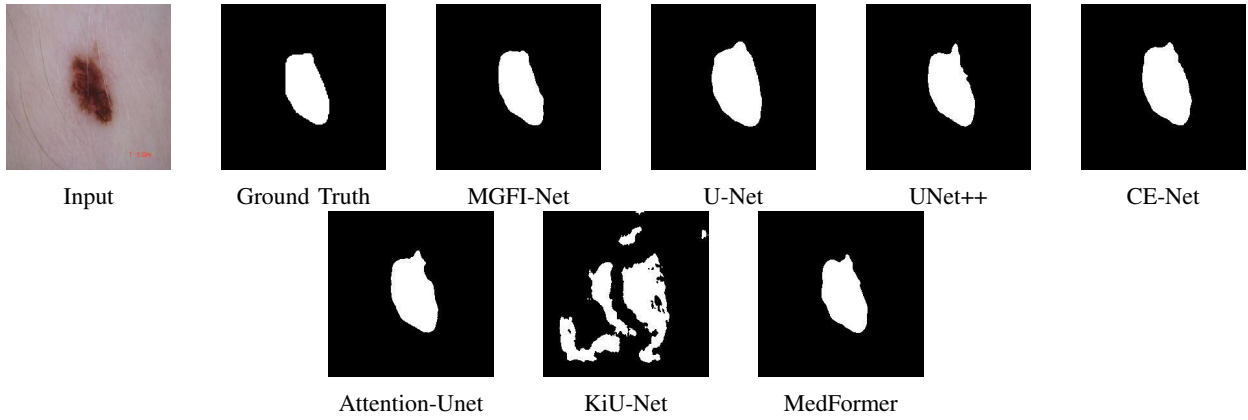 Input
Ground Truth
MGFI-Net
U-Net
UNet++
CE-Net
Attention-Unet
KiU-Net
MedFormer